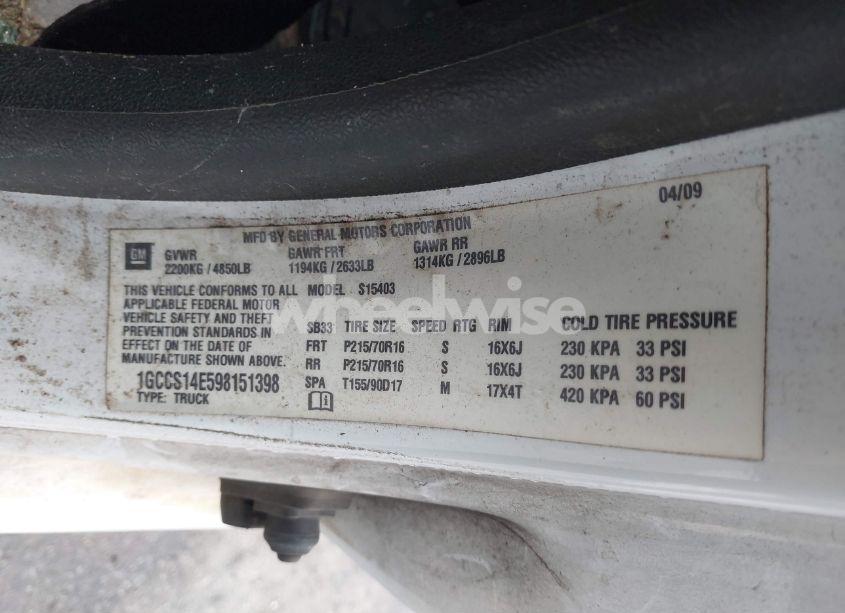 04/09
MFD BY GENERAL MOTORS CORPORATION
GM GVWR GAWR FRT GAWR RR
2200KG / 4850LB 1194KG / 2633LB 1314KG / 2896LB
THIS VEHICLE CONFORMS TO ALL MODEL S15403
APPLICABLE FEDERAL MOTOR
VEHICLE SAFETY AND THEFT
PREVENTION STANDARDS IN
EFFECT ON THE DATE OF
MANUFACTURE SHOWN ABOVE.
1GCCS14E598151398
TYPE: TRUCK
SB33 TIRE SIZE SPEED RTG RIM COLD TIRE PRESSURE
FRT P215/70R16 S 16X6J 230 KPA 33 PSI
RR P215/70R16 S 16X6J 230 KPA 33 PSI
SPA T155/90D17 M 17X4T 420 KPA 60 PSI
wheelwise